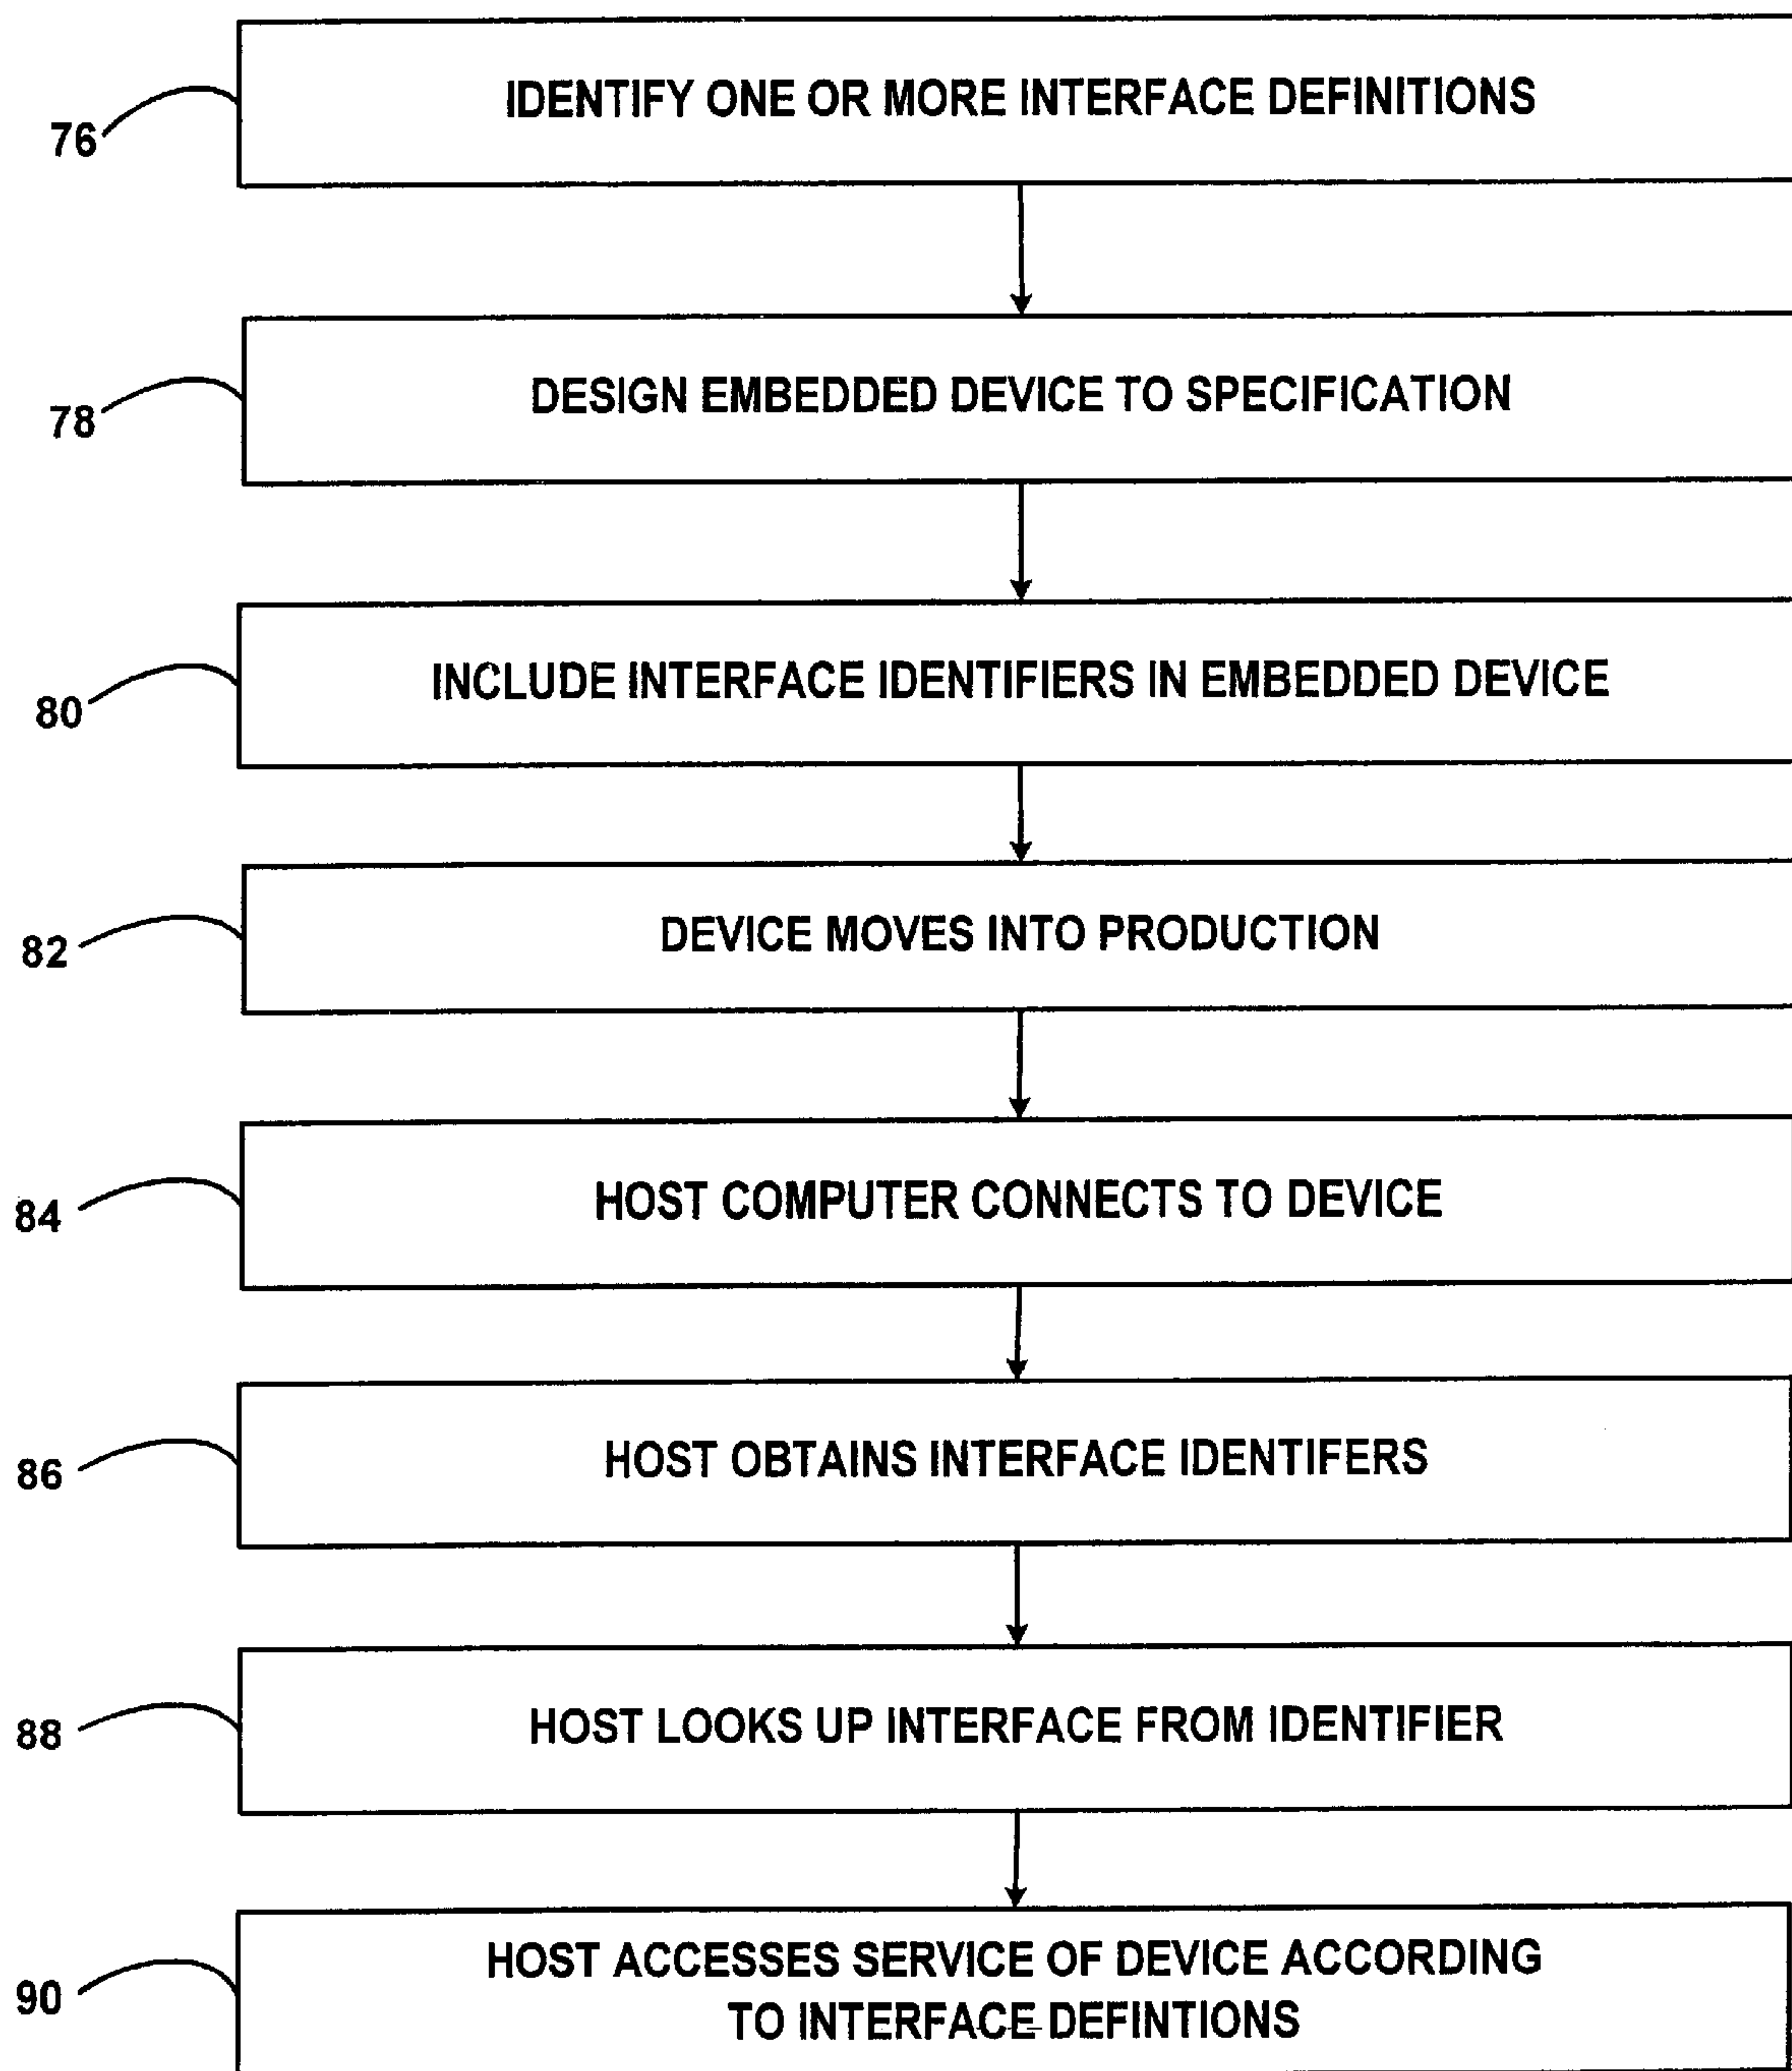 IDENTIFY ONE OR MORE INTERFACE DEFINITIONS
76
DESIGN EMBEDDED DEVICE TO SPECIFICATION
78
INCLUDE INTERFACE IDENTIFIERS IN EMBEDDED DEVICE
80
DEVICE MOVES INTO PRODUCTION
82
HOST COMPUTER CONNECTS TO DEVICE
84
HOST OBTAINS INTERFACE IDENTIFERS
86
HOST LOOKS UP INTERFACE FROM IDENTIFIER
88
HOST ACCESSES SERVICE OF DEVICE ACCORDING
TO INTERFACE DEFINTIONS
90